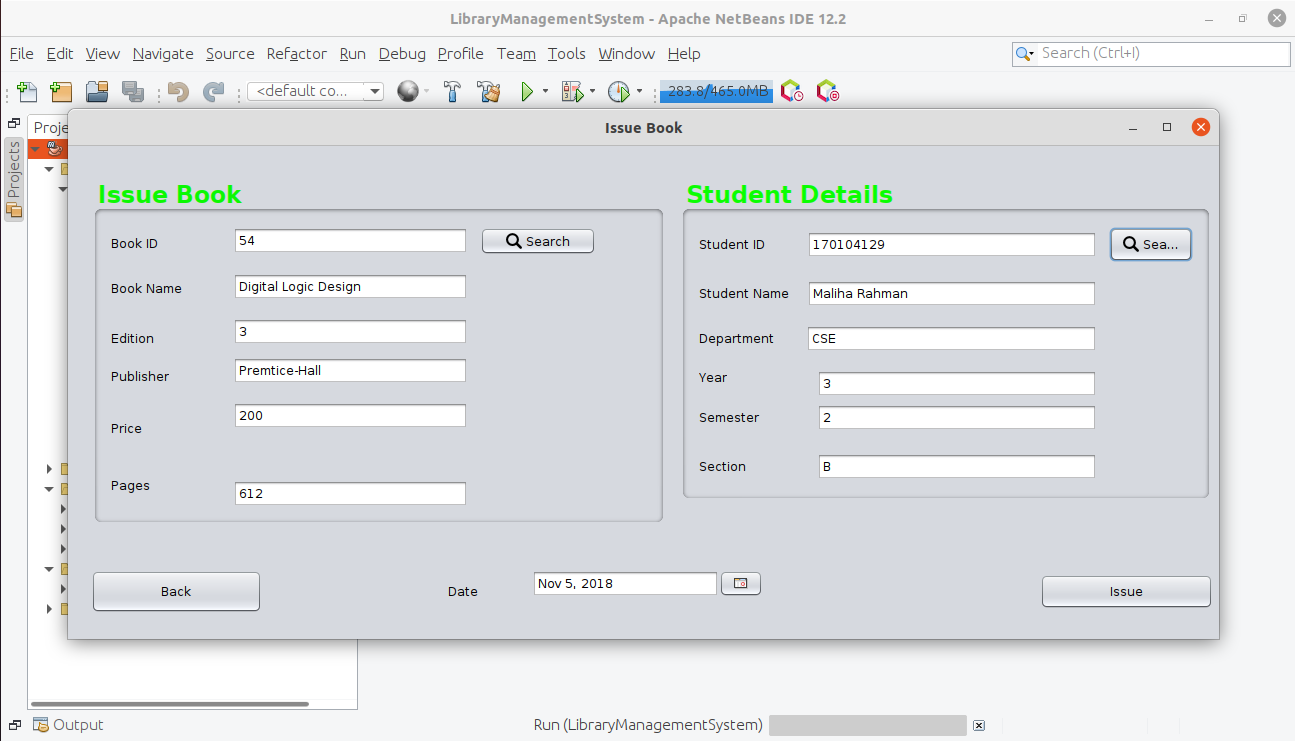 LibraryManagementSystem - Apache NetBeans IDE 12.2
File Edit View Navigate Source Refactor Run Debug Profile Team Tools Window Help
Search (Ctrl+I)
<default co... 283.8/465.0MB
Proje
Projects
Issue Book
Issue Book
Book ID 54 Search
Book Name Digital Logic Design
Edition 3
Publisher Premtice-Hall
Price 200
Pages 612
Student Details
Student ID 170104129 Sea...
Student Name Maliha Rahman
Department CSE
Year 3
Semester 2
Section B
Back Date Nov 5, 2018 Issue
Output Run (LibraryManagementSystem)